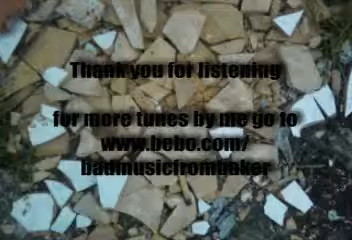 Thank you for listening
for more tunes by me go to
www.bebo.com/
badmusicfrombaker